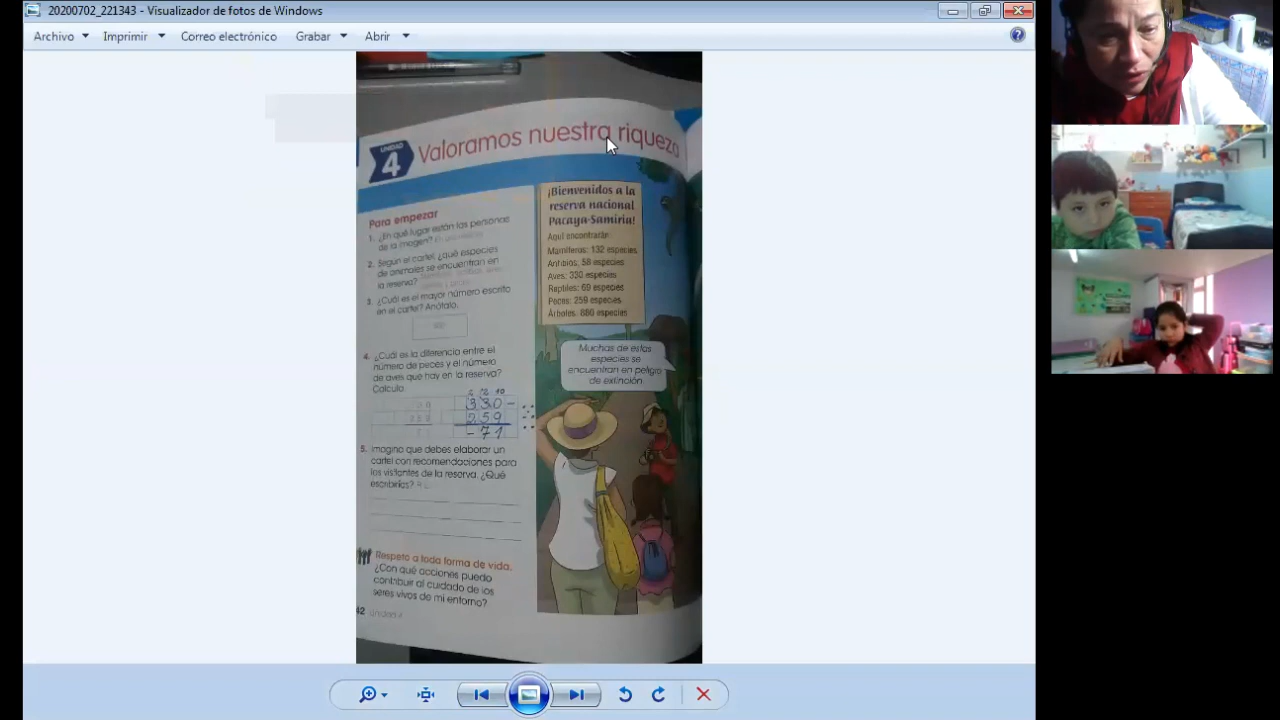 20200702_221343 - Visualizador de fotos de Windows
Archivo Imprimir Correo electrónico Grabar Abrir
UNIDAD
4
Valoramos nuestra riqueza
Para empezar
1. ¿En qué lugar están las personas
de la imagen?
2. Según el cartel, ¿qué especies
de animales se encuentran en
la reserva?
3. ¿Cuál es el mayor número escrito
en el cartel? Anótalo.
4. ¿Cuál es la diferencia entre el
número de peces y el número
de aves que hay en la reserva?
Calcula.
2 12 10
330 -
259
- 71
5. Imagina que debes elaborar un
cartel con recomendaciones para
los visitantes de la reserva. ¿Qué
escribirías?
Respeto a toda forma de vida.
¿Con qué acciones puedo
contribuir al cuidado de los
seres vivos de mi entorno?
42 Unidad 4
¡Bienvenidos a la
reserva nacional
Pacaya-Samiria!
Aquí encontrarán:
Mamíferos: 132 especies
Anfibios: 58 especies
Aves: 330 especies
Reptiles: 69 especies
Peces: 259 especies
Árboles: 880 especies
Muchas de estas
especies se
encuentran en peligro
de extinción.